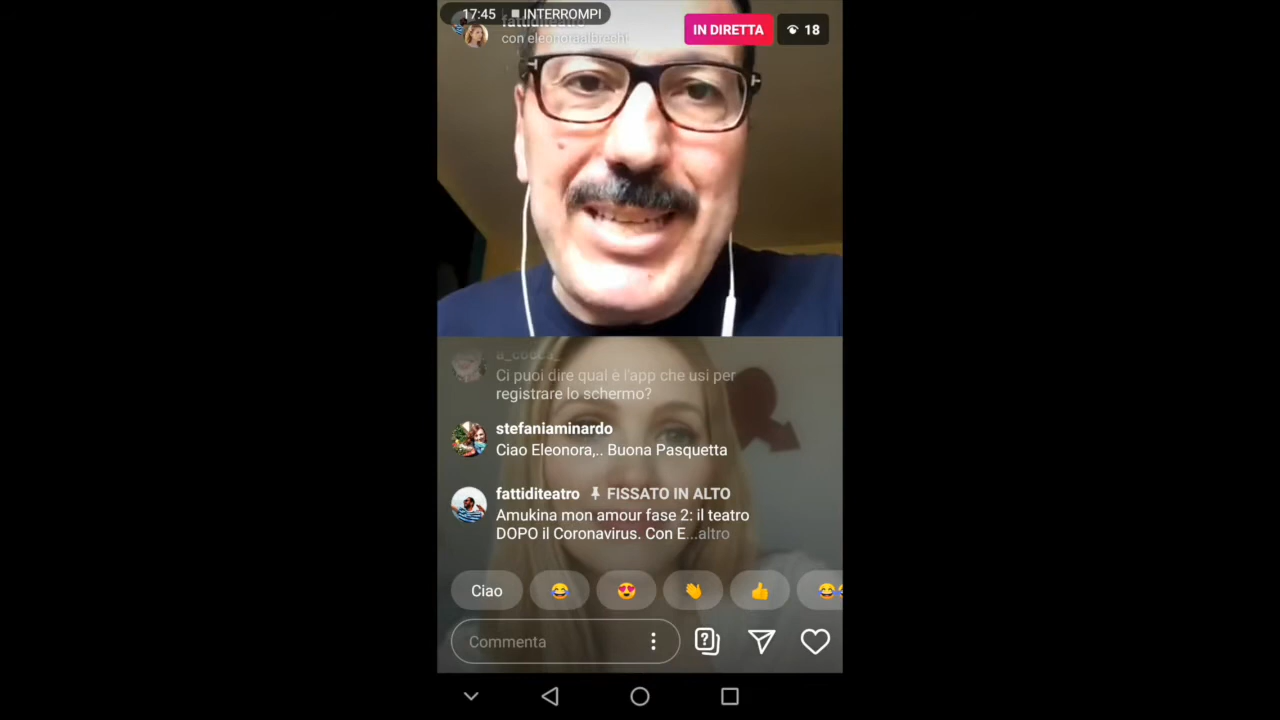 17:45 INTERROMPI
fattiditeatro
con eleonoraalbrecht
IN DIRETTA
18
Ci puoi dire qual è l'app che usi per
registrare lo schermo?
stefaniaminardo
Ciao Eleonora,.. Buona Pasquetta
fattiditeatro FISSATO IN ALTO
Amukina mon amour fase 2: il teatro
DOPO il Coronavirus. Con E...altro
Ciao
Commenta